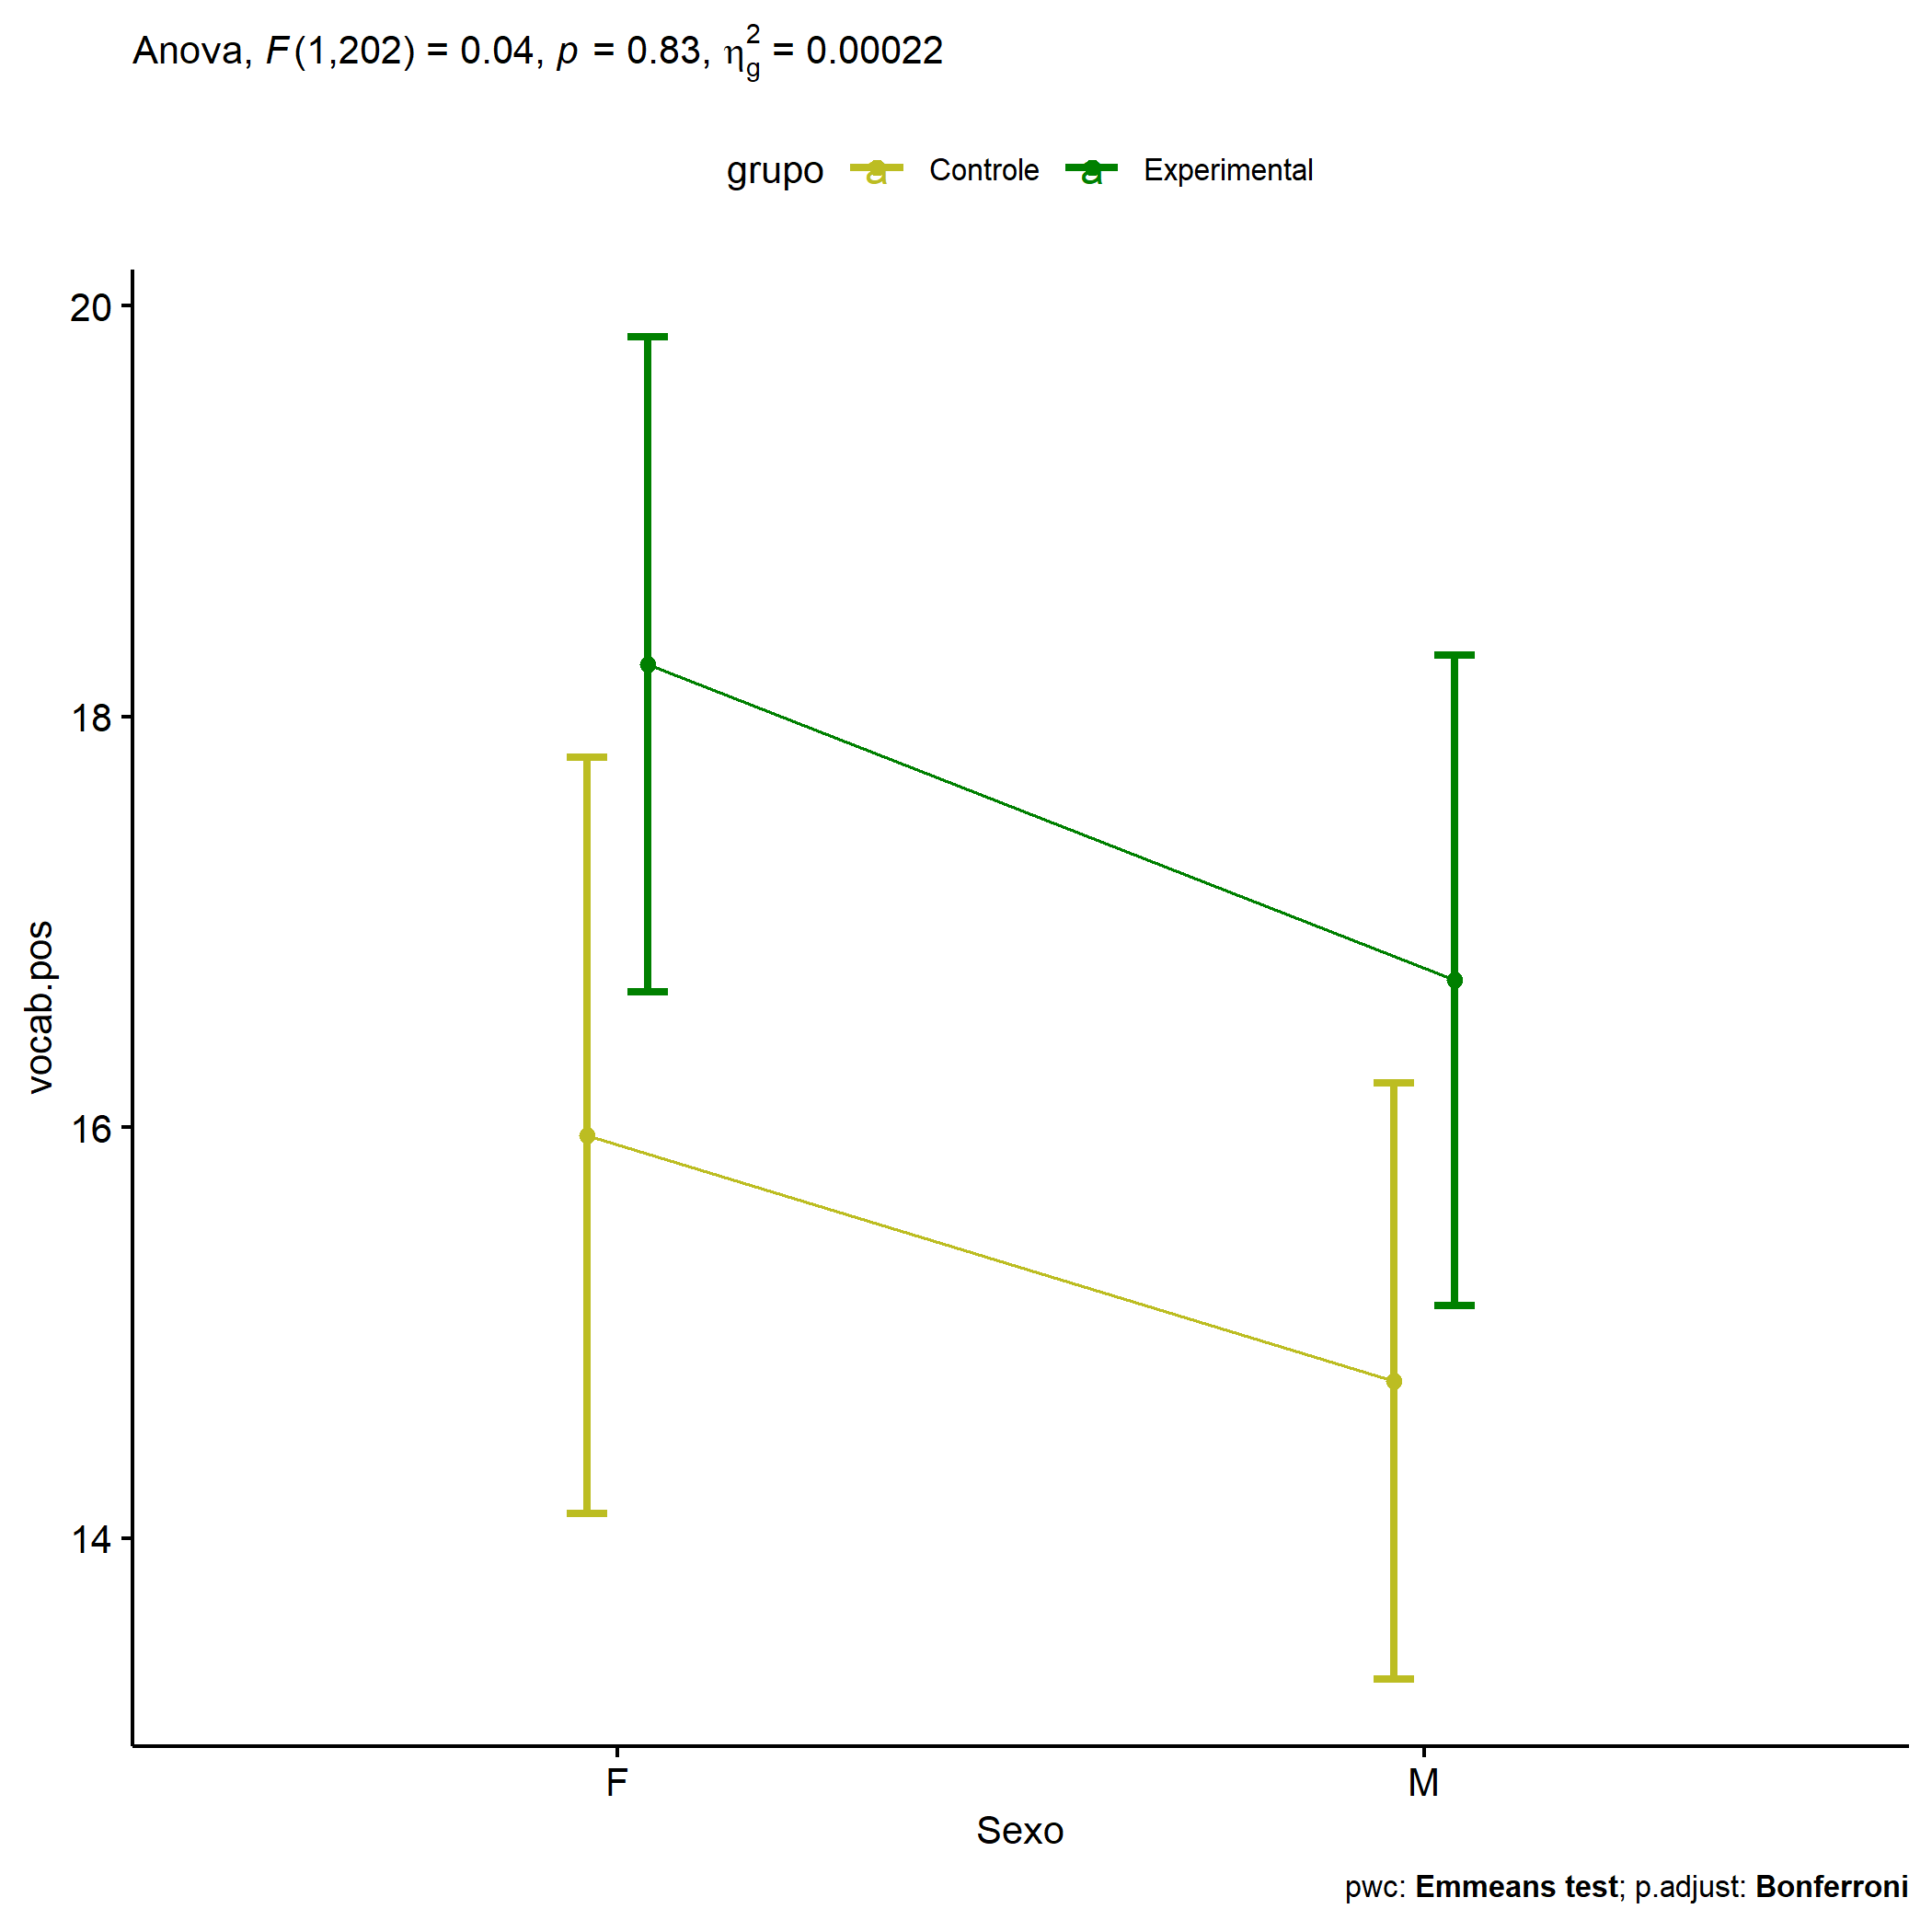 Anova, F(1,202) = 0.04, p = 0.83, η²g = 0.00022
grupo a Controle a Experimental
20
18
16
14
vocab.pos
F M
Sexo
pwc: Emmeans test; p.adjust: Bonferroni